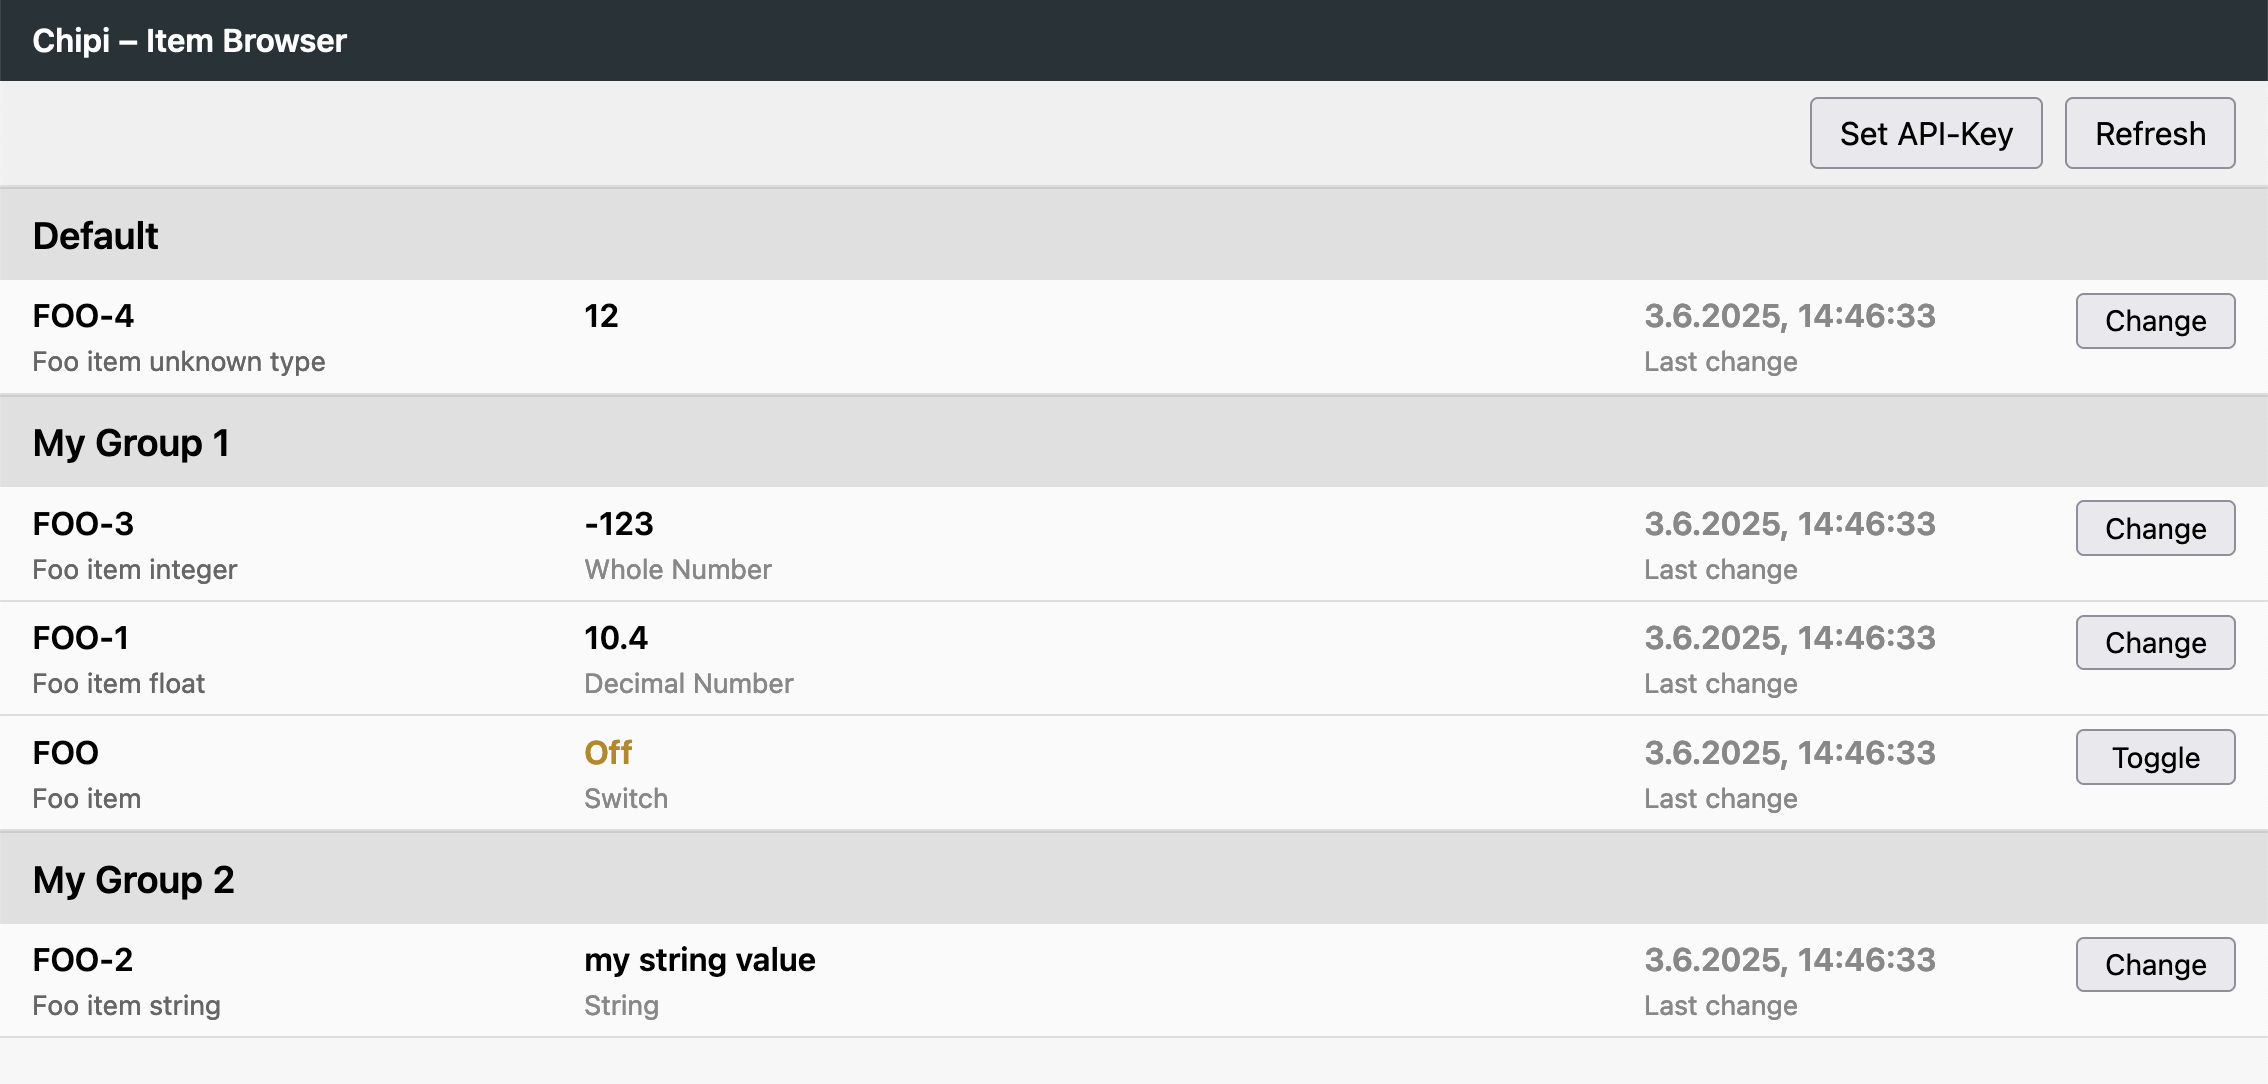 Chipi – Item Browser
Set API-Key Refresh
Default
FOO-4 12 3.6.2025, 14:46:33 Change
Foo item unknown type Last change
My Group 1
FOO-3 -123 3.6.2025, 14:46:33 Change
Foo item integer Whole Number Last change
FOO-1 10.4 3.6.2025, 14:46:33 Change
Foo item float Decimal Number Last change
FOO Off 3.6.2025, 14:46:33 Toggle
Foo item Switch Last change
My Group 2
FOO-2 my string value 3.6.2025, 14:46:33 Change
Foo item string String Last change